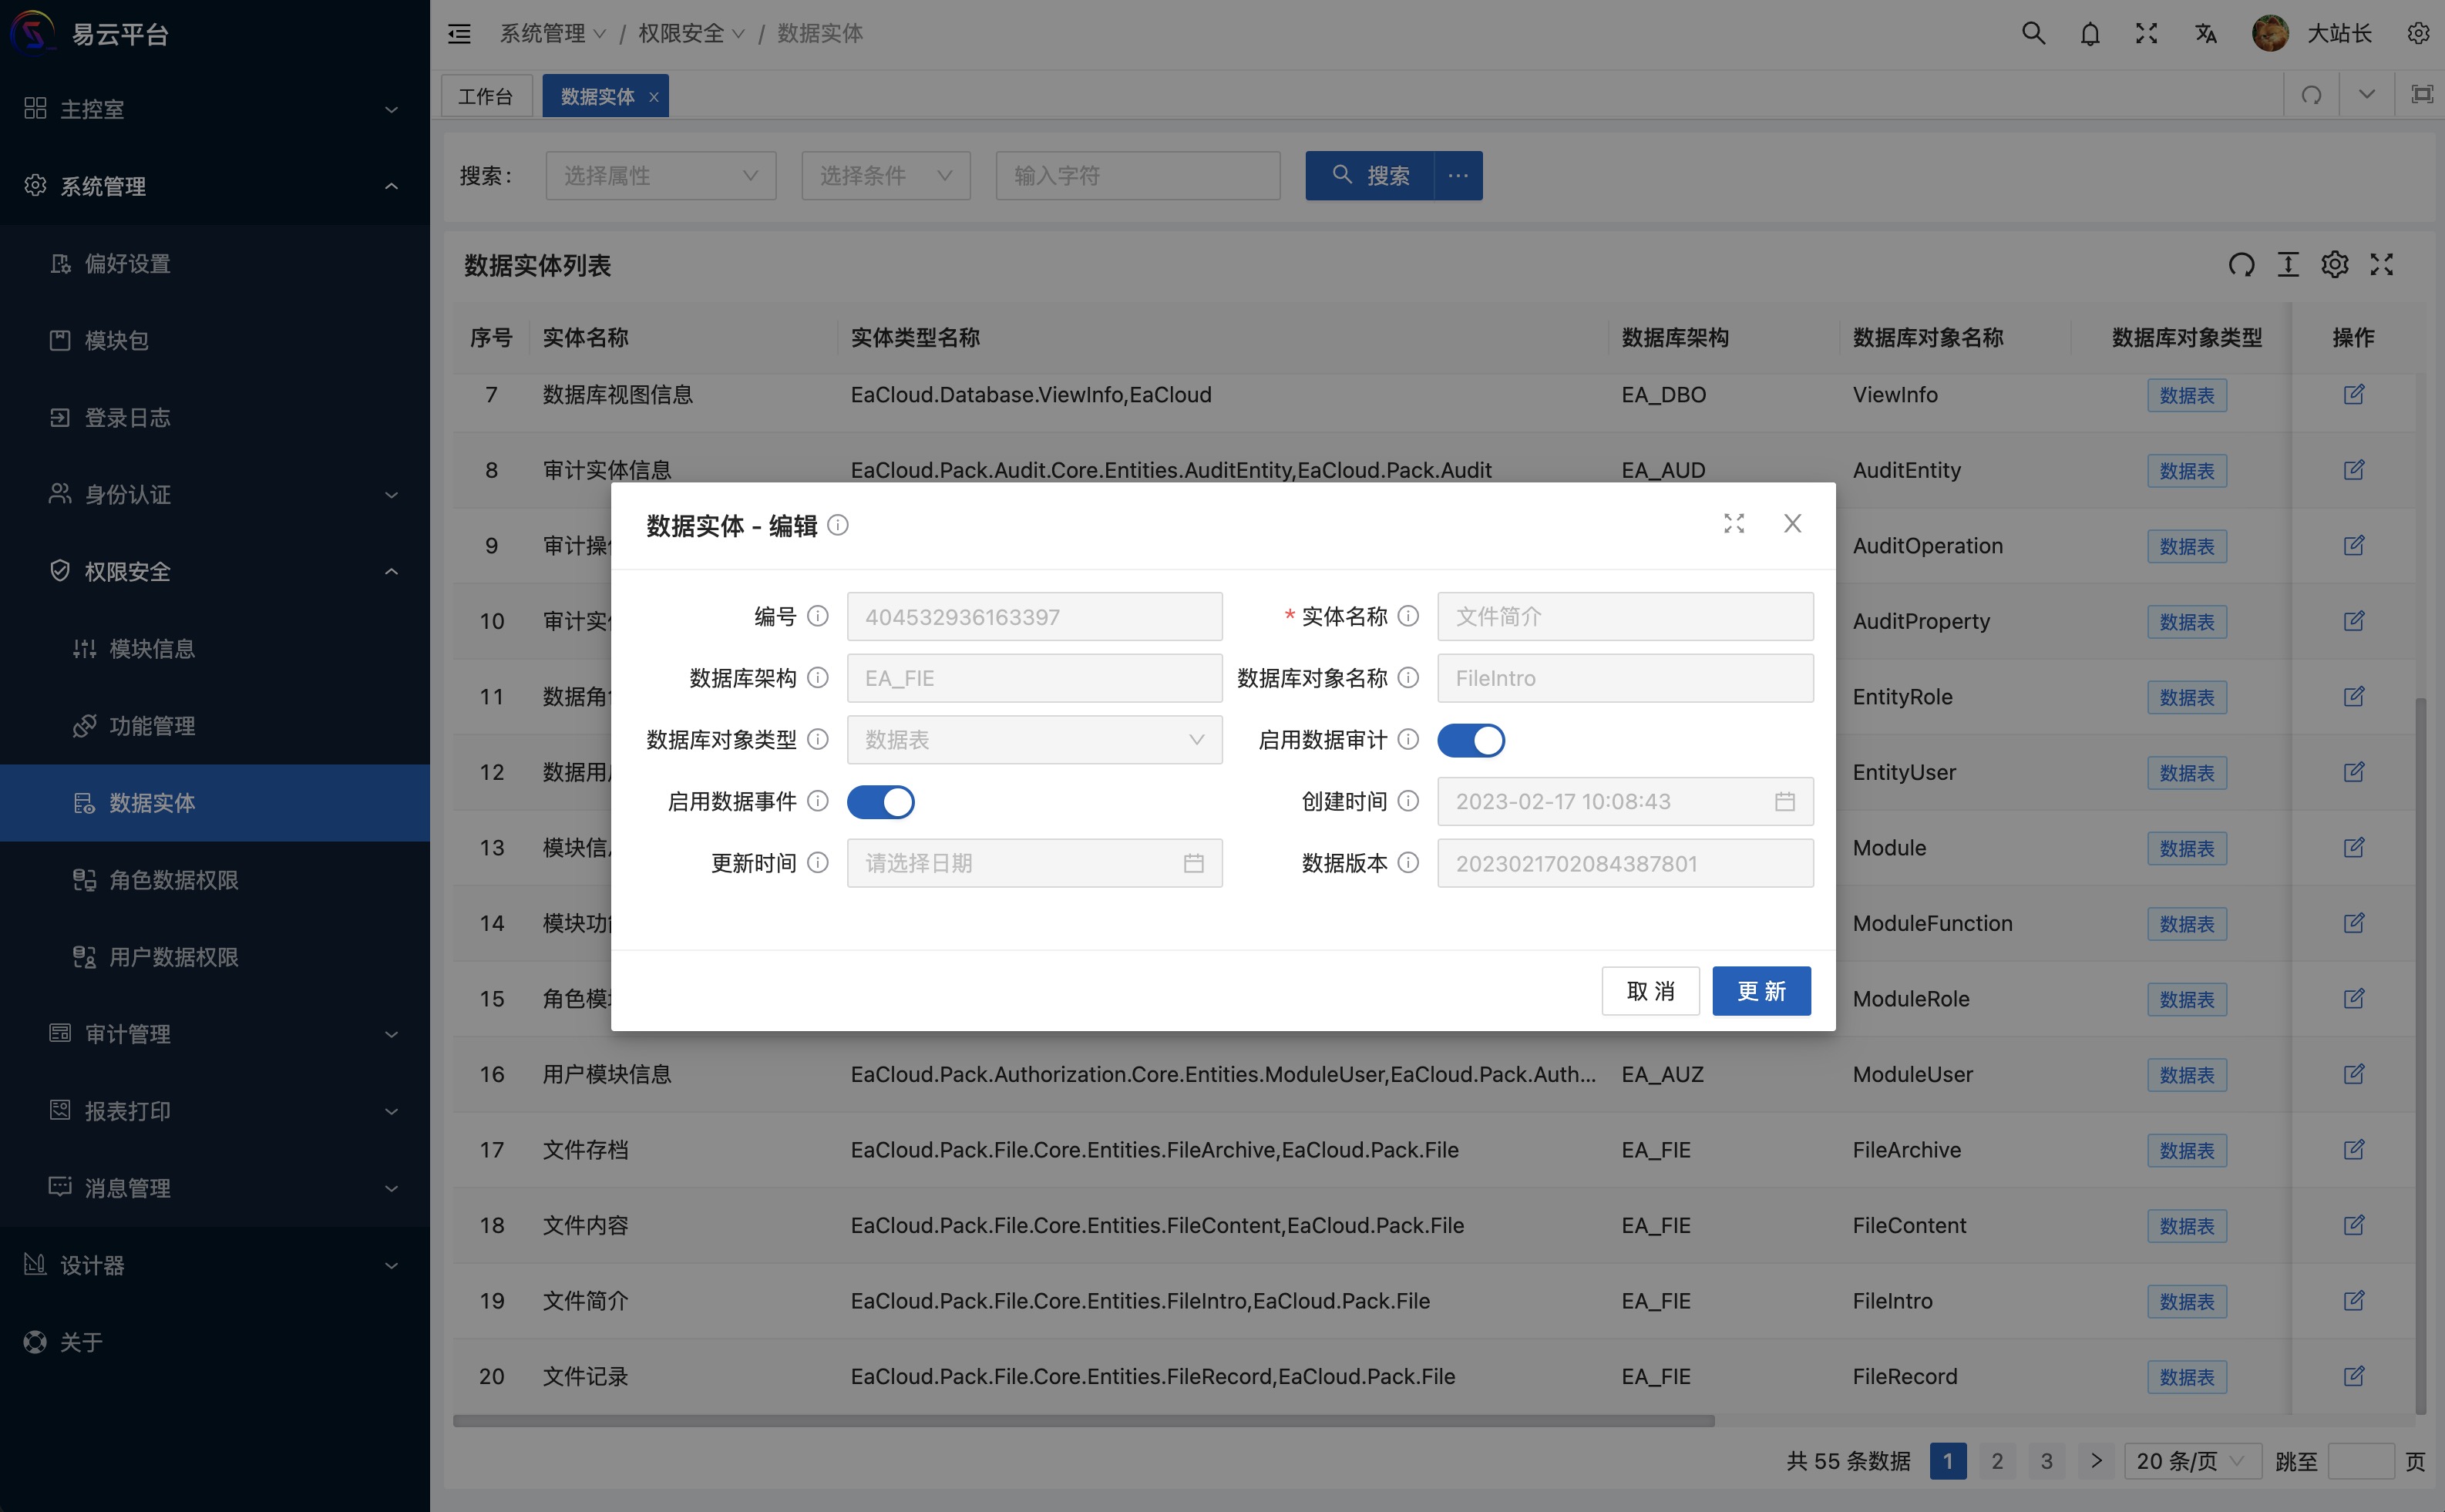 易云平台
系统管理 / 权限安全 / 数据实体
大站长
主控室
系统管理
偏好设置
模块包
登录日志
身份认证
权限安全
模块信息
功能管理
数据实体
角色数据权限
用户数据权限
审计管理
报表打印
消息管理
设计器
关于
工作台 数据实体
搜索： 选择属性 选择条件 输入字符 搜索 ···
数据实体列表
序号 实体名称 实体类型名称 数据库架构 数据库对象名称 数据库对象类型 操作
7 数据库视图信息 EaCloud.Database.ViewInfo,EaCloud EA_DBO ViewInfo 数据表
8 审计实体信息 EaCloud.Pack.Audit.Core.Entities.AuditEntity,EaCloud.Pack.Audit EA_AUD AuditEntity 数据表
9 审计操 AuditOperation 数据表
10 审计实 AuditProperty 数据表
11 数据角 EntityRole 数据表
12 数据用 EntityUser 数据表
13 模块信 Module 数据表
14 模块功 ModuleFunction 数据表
15 角色模 ModuleRole 数据表
16 用户模块信息 EaCloud.Pack.Authorization.Core.Entities.ModuleUser,EaCloud.Pack.Auth... EA_AUZ ModuleUser 数据表
17 文件存档 EaCloud.Pack.File.Core.Entities.FileArchive,EaCloud.Pack.File EA_FIE FileArchive 数据表
18 文件内容 EaCloud.Pack.File.Core.Entities.FileContent,EaCloud.Pack.File EA_FIE FileContent 数据表
19 文件简介 EaCloud.Pack.File.Core.Entities.FileIntro,EaCloud.Pack.File EA_FIE FileIntro 数据表
20 文件记录 EaCloud.Pack.File.Core.Entities.FileRecord,EaCloud.Pack.File EA_FIE FileRecord 数据表
共 55 条数据 1 2 3 20 条/页 跳至 页
数据实体 - 编辑
编号 404532936163397 * 实体名称 文件简介
数据库架构 EA_FIE 数据库对象名称 FileIntro
数据库对象类型 数据表 启用数据审计
启用数据事件 创建时间 2023-02-17 10:08:43
更新时间 请选择日期 数据版本 2023021702084387801
取 消 更 新